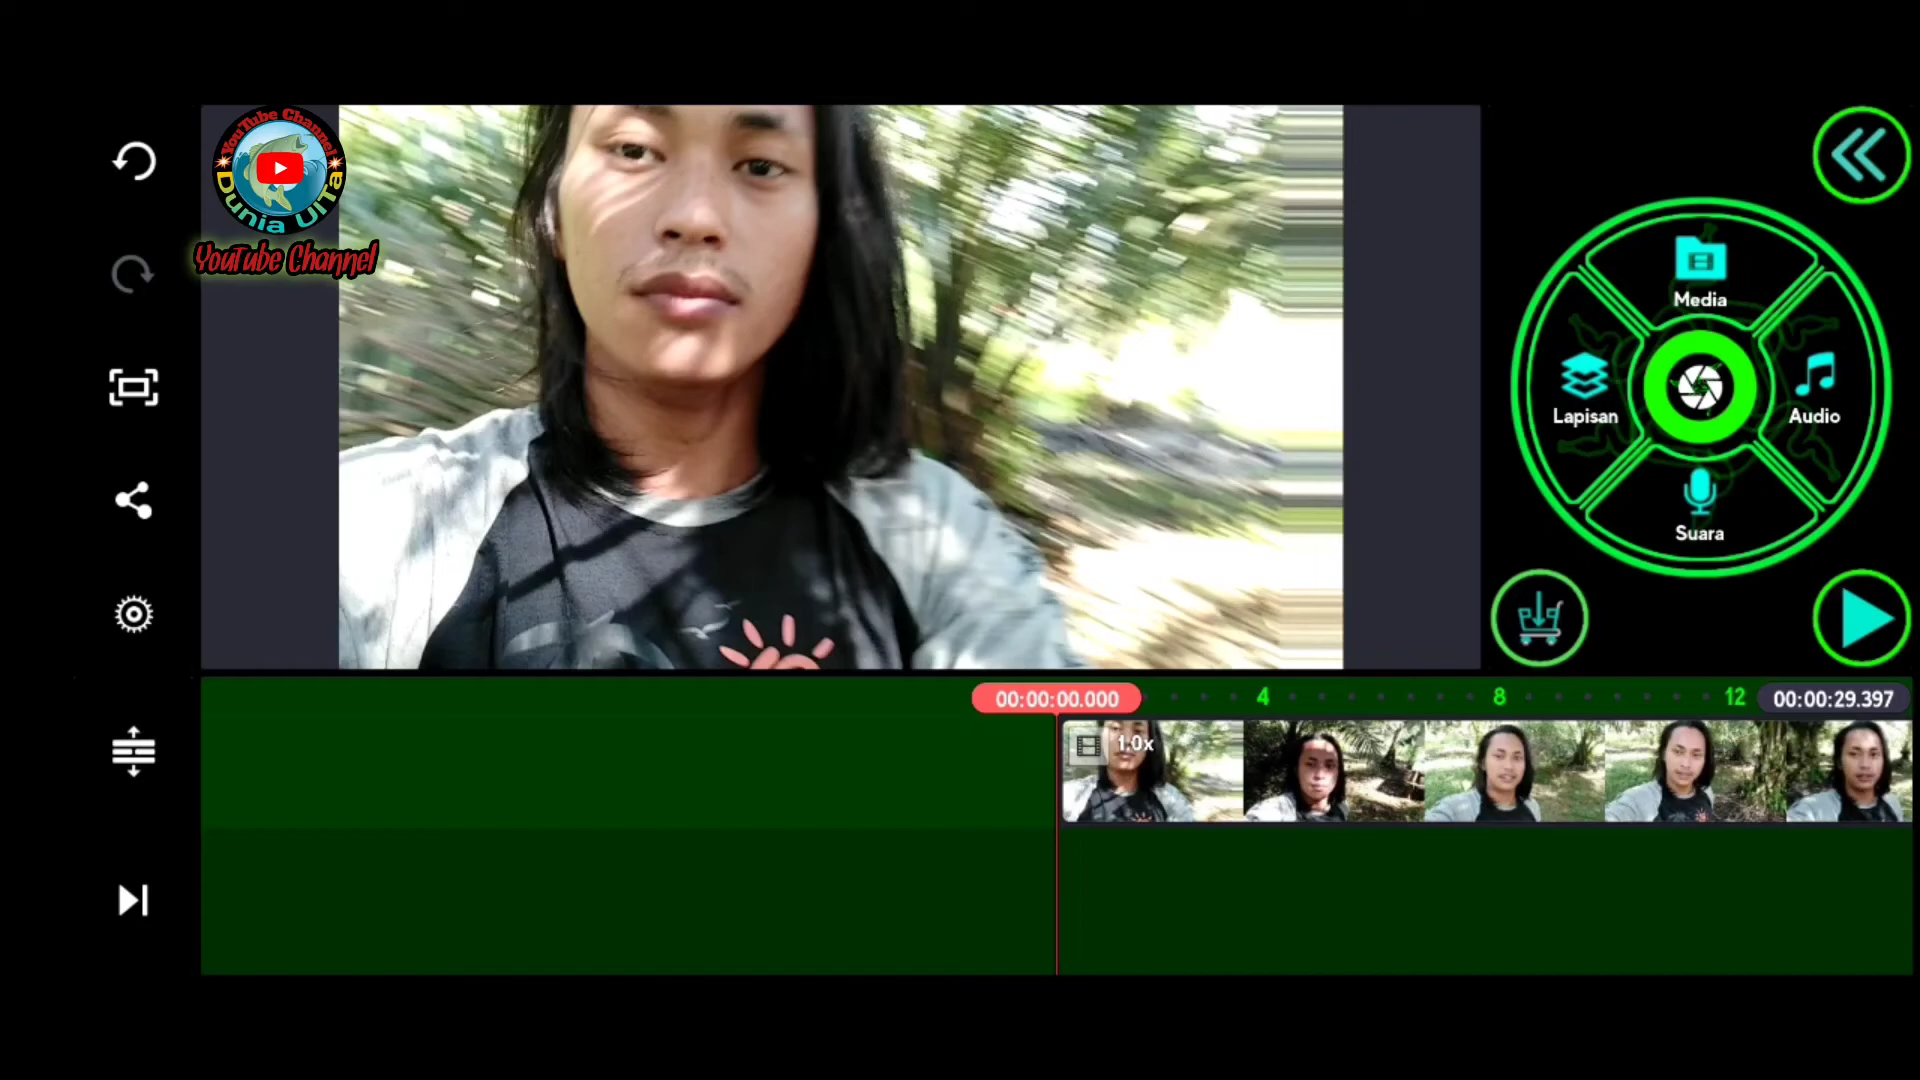 YouTube Channel
Dunia UlTa
YouTube Channel
Media
Lapisan
Audio
Suara
00:00:00.000
4
8
12
00:00:29.397
1.0x